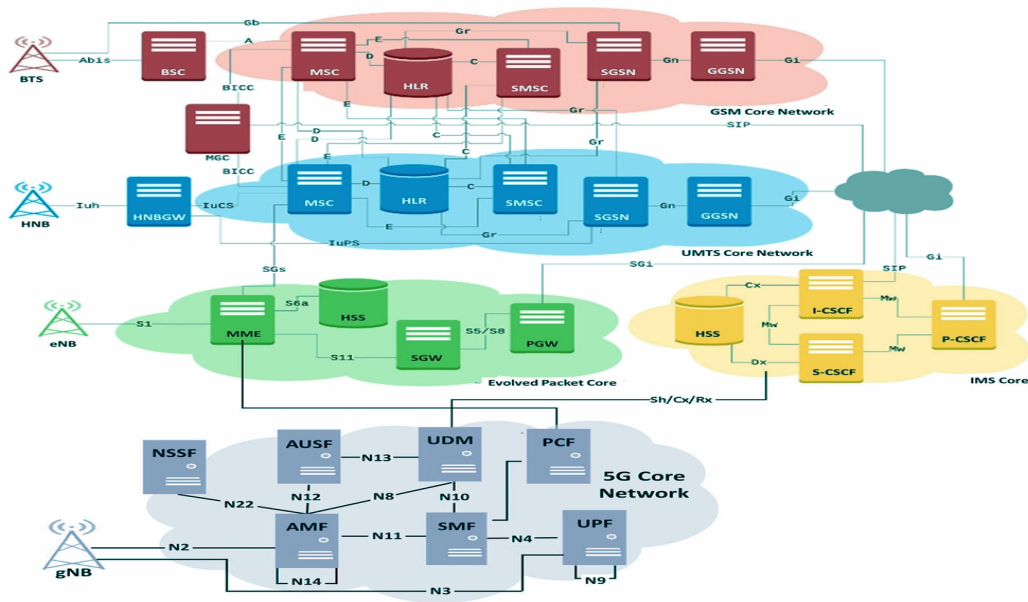 Gb
Gr
E
A
E
D
C
Abis
BTS
BSC
MSC
HLR
SMSC
SGSN
Gn
GGSN
Gi
BICC
E
Gr
GSM Core Network
SIP
MGC
D
D
C
E
Gr
BICC
E
C
HNB
Iuh
HNBGW
IuCS
MSC
D
HLR
C
SMSC
SGSN
Gn
GGSN
Gi
E
Gr
IuPS
UMTS Core Network
SGs
SGi
SIP
Gi
S6a
HSS
Cx
I-CSCF
Mw
eNB
S1
MME
SGW
S5/S8
PGW
HSS
Mw
P-CSCF
S11
Dx
S-CSCF
Mw
Evolved Packet Core
IMS Core
Sh/Cx/Rx
NSSF
AUSF
N13
UDM
PCF
5G Core
Network
N22
N12
N8
N10
AMF
N11
SMF
N4
UPF
gNB
N2
N14
N3
N9